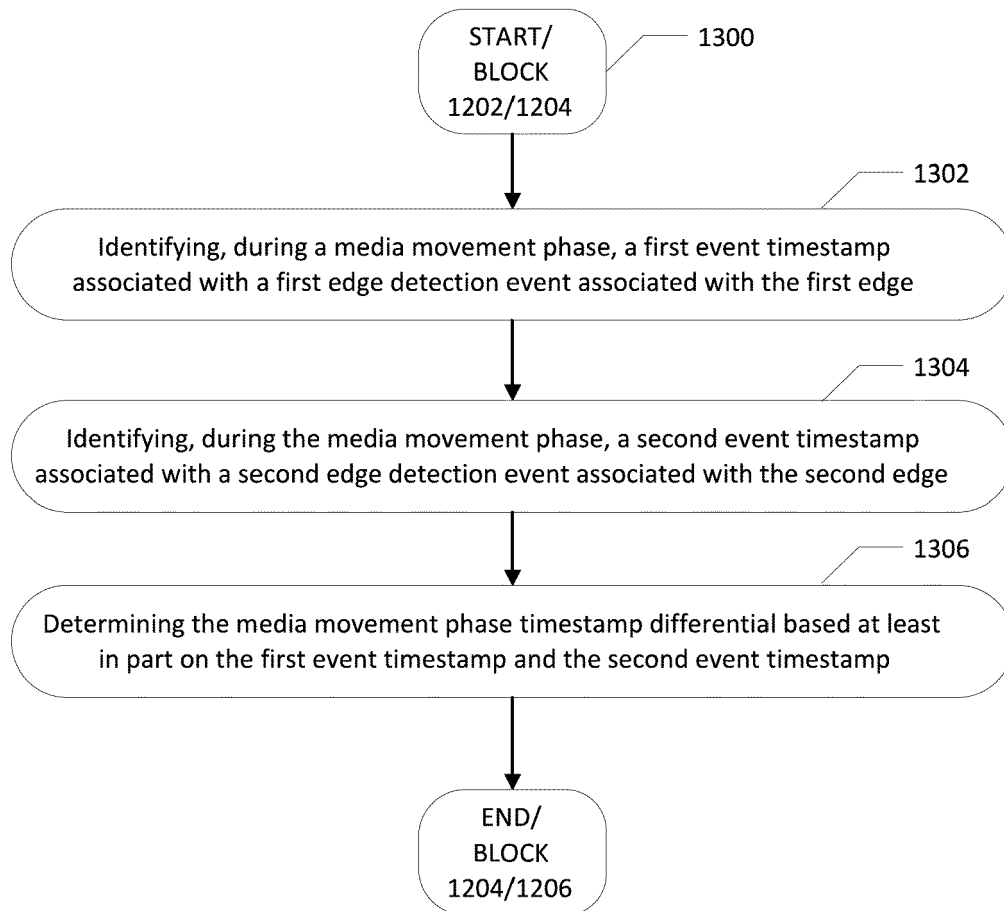 START/
BLOCK
1202/1204
1300
1302
Identifying, during a media movement phase, a first event timestamp
associated with a first edge detection event associated with the first edge
1304
Identifying, during the media movement phase, a second event timestamp
associated with a second edge detection event associated with the second edge
1306
Determining the media movement phase timestamp differential based at least
in part on the first event timestamp and the second event timestamp
END/
BLOCK
1204/1206